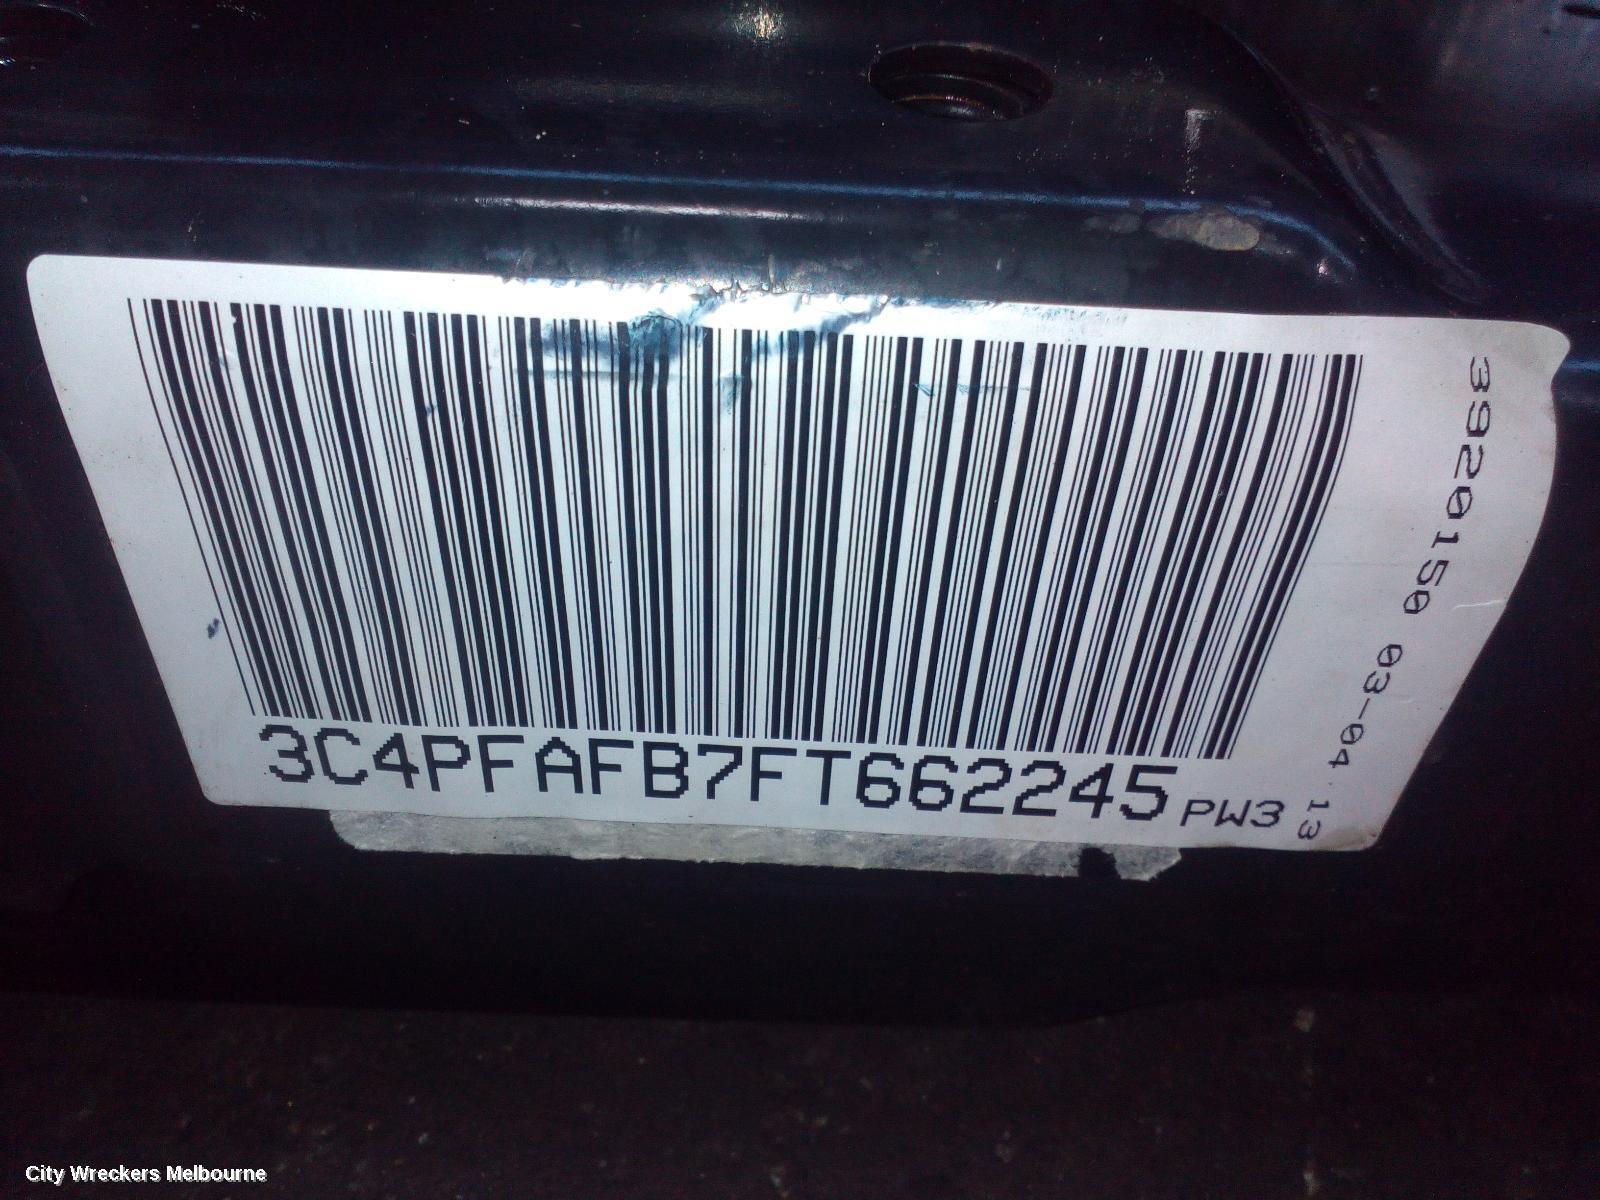 3C4PFAFB7FT662245 PW3
3920150 03-04 13
City Wreckers Melbourne